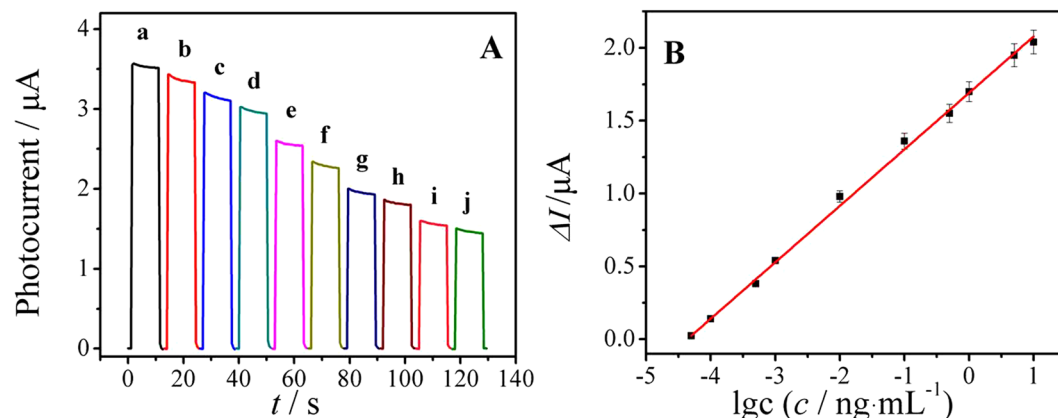 A
a
b
c
d
e
f
g
h
i
j
Photocurrent / μA
4
3
2
1
0
0 20 40 60 80 100 120 140
t / s
B
ΔI /μA
2.0
1.5
1.0
0.5
0.0
-5 -4 -3 -2 -1 0 1
lgc (c / ng·mL⁻¹)